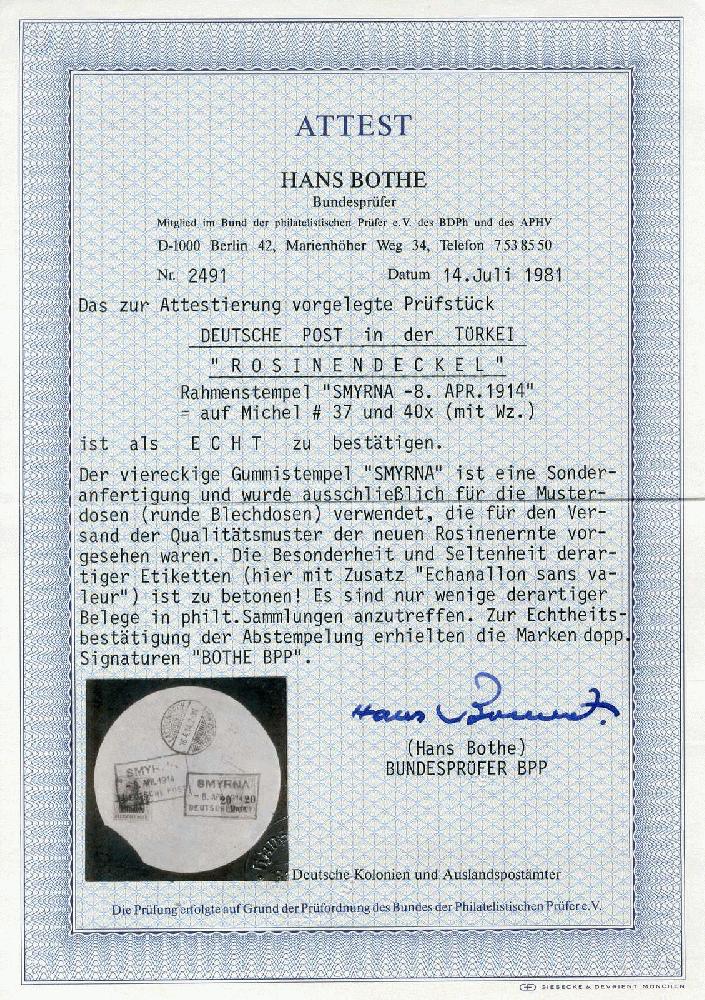 ATTEST
HANS BOTHE
Bundesprüfer
Mitglied im Bund der philatelistischen Prüfer e.V. des BDPh und des APHV
D-1000 Berlin 42, Marienhöher Weg 34, Telefon 7 53 85 50
Nr. 2491 Datum 14.Juli 1981
Das zur Attestierung vorgelegte Prüfstück
DEUTSCHE POST in der TÜRKEI
"ROSINENDECKEL"
Rahmenstempel "SMYRNA -8. APR.1914"
= auf Michel # 37 und 40x (mit Wz.)
ist als ECHT zu bestätigen.
Der viereckige Gummistempel "SMYRNA" ist eine Sonder-
anfertigung und wurde ausschließlich für die Muster-
dosen (runde Blechdosen) verwendet, die für den Ver-
sand der Qualitätsmuster der neuen Rosinenernte vor-
gesehen waren. Die Besonderheit und Seltenheit derar-
tiger Etiketten (hier mit Zusatz "Echanallon sans va-
leur") ist zu betonen! Es sind nur wenige derartiger
Belege in philt.Sammlungen anzutreffen. Zur Echtheits-
bestätigung der Abstempelung erhielten die Marken dopp.
Signaturen "BOTHE BPP".
(Hans Bothe)
BUNDESPRÜFER BPP
SMYRNA
- 8. APR. 1914
20 20
Deutsche Kolonien und Auslandspostämter
Die Prüfung erfolgte auf Grund der Prüfordnung des Bundes der Philatelistischen Prüfer e.V.
GIESECKE & DEVRIENT MÜNCHEN